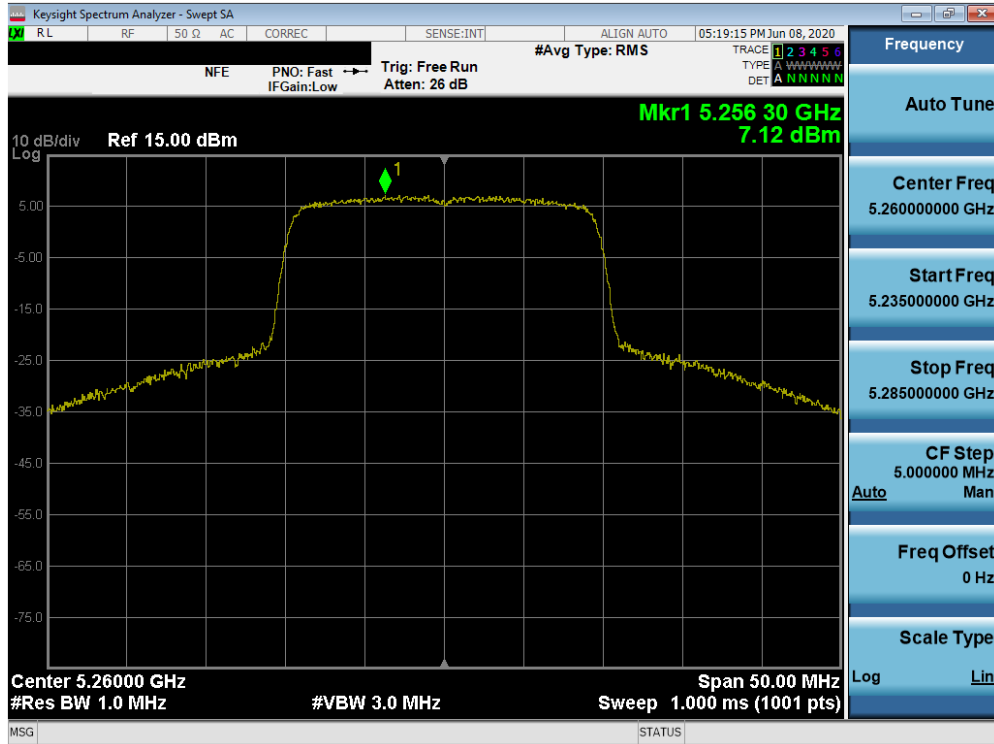 Keysight Spectrum Analyzer - Swept SA
LXI RL RF 50 Ω AC CORREC SENSE:INT ALIGN AUTO 05:19:15 PM Jun 08, 2020
#Avg Type: RMS TRACE 1 2 3 4 5 6
NFE PNO: Fast Trig: Free Run TYPE A WWWWW
IFGain:Low Atten: 26 dB DET A N N N N N
Mkr1 5.256 30 GHz
10 dB/div Ref 15.00 dBm 7.12 dBm
Log
1
5.00
-5.00
-15.0
-25.0
-35.0
-45.0
-55.0
-65.0
-75.0
Center 5.26000 GHz Span 50.00 MHz
#Res BW 1.0 MHz #VBW 3.0 MHz Sweep 1.000 ms (1001 pts)
MSG STATUS
Frequency
Auto Tune
Center Freq
5.260000000 GHz
Start Freq
5.235000000 GHz
Stop Freq
5.285000000 GHz
CF Step
5.000000 MHz
Auto Man
Freq Offset
0 Hz
Scale Type
Log Lin